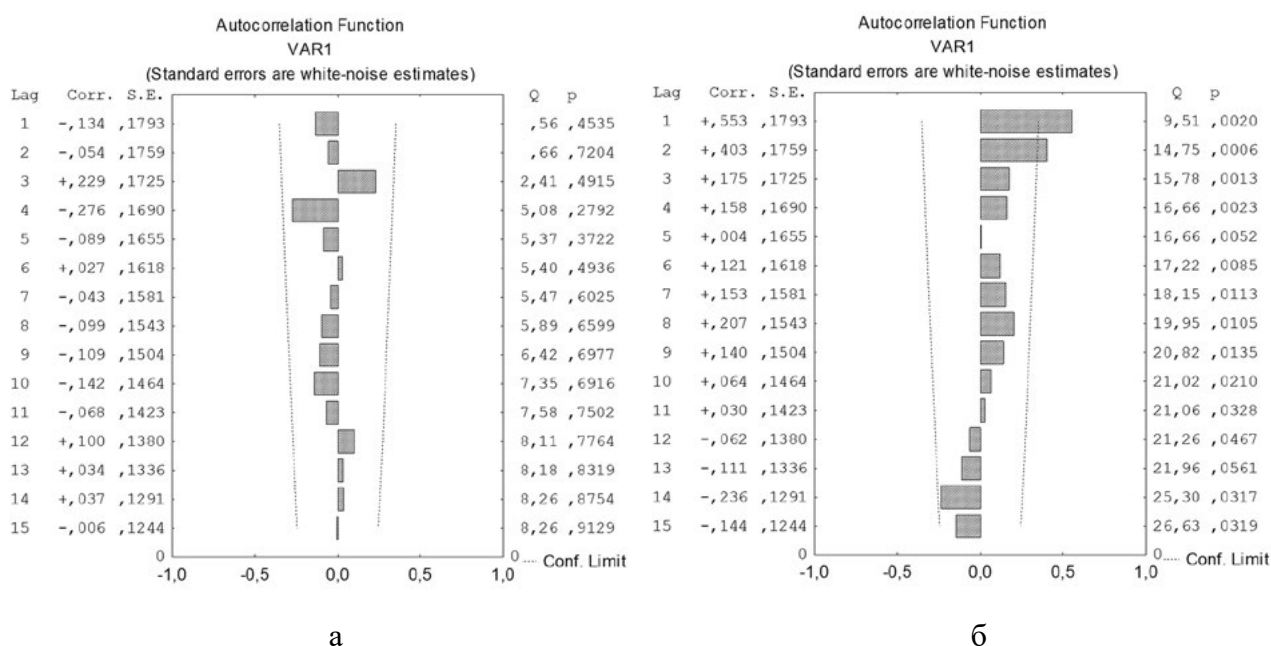 Autocorrelation Function
VAR1
(Standard errors are white-noise estimates)
Lag Corr. S.E. Q p
1 -,134 ,1793 ,56 ,4535
2 -,054 ,1759 ,66 ,7204
3 +,229 ,1725 2,41 ,4915
4 -,276 ,1690 5,08 ,2792
5 -,089 ,1655 5,37 ,3722
6 +,027 ,1618 5,40 ,4936
7 -,043 ,1581 5,47 ,6025
8 -,099 ,1543 5,89 ,6599
9 -,109 ,1504 6,42 ,6977
10 -,142 ,1464 7,35 ,6916
11 -,068 ,1423 7,58 ,7502
12 +,100 ,1380 8,11 ,7764
13 +,034 ,1336 8,18 ,8319
14 +,037 ,1291 8,26 ,8754
15 -,006 ,1244 8,26 ,9129
0 0
-1,0 -0,5 0,0 0,5 1,0
Conf. Limit
а
Autocorrelation Function
VAR1
(Standard errors are white-noise estimates)
Lag Corr. S.E. Q p
1 +,553 ,1793 9,51 ,0020
2 +,403 ,1759 14,75 ,0006
3 +,175 ,1725 15,78 ,0013
4 +,158 ,1690 16,66 ,0023
5 +,004 ,1655 16,66 ,0052
6 +,121 ,1618 17,22 ,0085
7 +,153 ,1581 18,15 ,0113
8 +,207 ,1543 19,95 ,0105
9 +,140 ,1504 20,82 ,0135
10 +,064 ,1464 21,02 ,0210
11 +,030 ,1423 21,06 ,0328
12 -,062 ,1380 21,26 ,0467
13 -,111 ,1336 21,96 ,0561
14 -,236 ,1291 25,30 ,0317
15 -,144 ,1244 26,63 ,0319
0 0
-1,0 -0,5 0,0 0,5 1,0
Conf. Limit
б